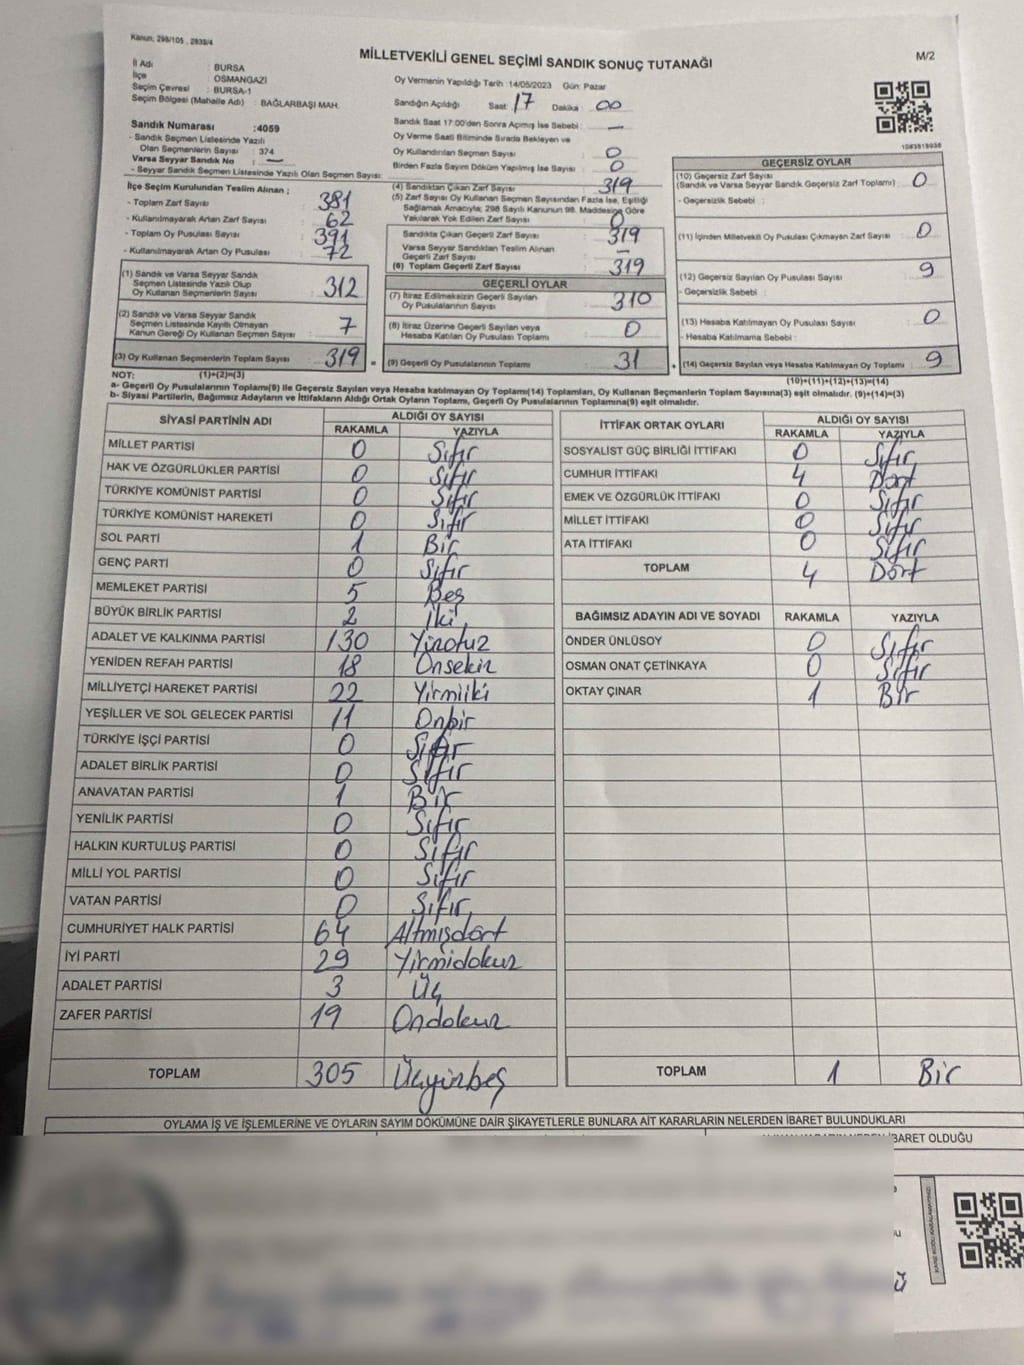 Kanun: 298/105 , 2839/4
MİLLETVEKİLİ GENEL SEÇİMİ SANDIK SONUÇ TUTANAĞI
M/2
İl Adı : BURSA
İlçe OSMANGAZİ
Seçim Çevresi : BURSA-1
Seçim Bölgesi (Mahalle Adı) : BAĞLARBAŞI MAH.
Sandık Numarası :4059
- Sandık Seçmen Listesinde Yazılı
Olan Seçmenlerin Sayısı : 374
Varsa Seyyar Sandık No : —
- Seyyar Sandık Seçmen Listesinde Yazılı Olan Seçmen Sayısı:
Oy Vermenin Yapıldığı Tarih :14/05/2023 Gün: Pazar
Sandığın Açıldığı Saat: 17 Dakika : 00
Sandık Saat 17:00'den Sonra Açımış İse Sebebi : —
Oy Verme Saati Bitiminde Sırada Bekleyen ve
Oy Kullandırılan Seçmen Sayısı : 0
Birden Fazla Sayım Döküm Yapılmış İse Sayısı : 0
İlçe Seçim Kurulundan Teslim Alınan ;
- Toplam Zarf Sayısı : 381
- Kullanılmayarak Artan Zarf Sayısı : 62
- Toplam Oy Pusulası Sayısı : 391
- Kullanılmayarak Artan Oy Pusulası : 72
(1) Sandık ve Varsa Seyyar Sandık
Seçmen Listesinde Yazılı Olup
Oy Kullanan Seçmenlerin Sayısı : 312
(2) Sandık ve Varsa Seyyar Sandık
Seçmen Listesinde Kayıtlı Olmayan
Kanun Gereği Oy Kullanan Seçmen Sayısı : 7
(3) Oy Kullanan Seçmenlerin Toplam Sayısı : 319 =
(4) Sandıktan Çıkan Zarf Sayısı : 319
(5) Zarf Sayısı Oy Kullanan Seçmen Sayısından Fazla İse, Eşitliği
Sağlamak Amacıyla; 298 Sayılı Kanunun 98. Maddesine Göre
Yakılarak Yok Edilen Zarf Sayısı : 0
Sandıkta Çıkan Geçerli Zarf Sayısı : 319
Varsa Seyyar Sandıktan Teslim Alınan
Geçerli Zarf Sayısı : —
(6) Toplam Geçerli Zarf Sayısı : 319
GEÇERLİ OYLAR
(7) İtiraz Edilmeksizin Geçerli Sayılan
Oy Pusulalarının Sayısı : 310
(8) İtiraz Üzerine Geçerli Sayılan veya
Hesaba Katılan Oy Pusulası Toplamı : 0
(9) Geçerli Oy Pusulalarının Toplamı : 31 +
1083819938
GEÇERSİZ OYLAR
(10) Geçersiz Zarf Sayısı
(Sandık ve Varsa Seyyar Sandık Geçersiz Zarf Toplamı) : 0
- Geçersizlik Sebebi :
(11) İçinden Milletvekili Oy Pusulası Çıkmayan Zarf Sayısı : 0
(12) Geçersiz Sayılan Oy Pusulası Sayısı : 9
- Geçersizlik Sebebi :
(13) Hesaba Katılmayan Oy Pusulası Sayısı : 0
- Hesaba Katılmama Sebebi :
(14) Geçersiz Sayılan veya Hesaba Katılmayan Oy Toplamı : 9
NOT: (1)+(2)=(3) (10)+(11)+(12)+(13)=(14)
a- Geçerli Oy Pusulalarının Toplamı(9) ile Geçersiz Sayılan veya Hesaba katılmayan Oy Toplamı(14) Toplamları, Oy Kullanan Seçmenlerin Toplam Sayısına(3) eşit olmalıdır. (9)+(14)=(3)
b- Siyasi Partilerin, Bağımsız Adayların ve İttifakların Aldığı Ortak Oyların Toplamı, Geçerli Oy Pusulalarının Toplamına(9) eşit olmalıdır.
SİYASİ PARTİNİN ADI ALDIĞI OY SAYISI
RAKAMLA YAZIYLA
MİLLET PARTİSİ 0 Sıfır
HAK VE ÖZGÜRLÜKLER PARTİSİ 0 Sıfır
TÜRKİYE KOMÜNİST PARTİSİ 0 Sıfır
TÜRKİYE KOMÜNİST HAREKETİ 0 Sıfır
SOL PARTİ 1 Bir
GENÇ PARTİ 0 Sıfır
MEMLEKET PARTİSİ 5 Beş
BÜYÜK BİRLİK PARTİSİ 2 İki
ADALET VE KALKINMA PARTİSİ 130 Yüzotuz
YENİDEN REFAH PARTİSİ 18 Onsekiz
MİLLİYETÇİ HAREKET PARTİSİ 22 Yirmiiki
YEŞİLLER VE SOL GELECEK PARTİSİ 11 Onbir
TÜRKİYE İŞÇİ PARTİSİ 0 Sıfır
ADALET BİRLİK PARTİSİ 0 Sıfır
ANAVATAN PARTİSİ 1 Bir
YENİLİK PARTİSİ 0 Sıfır
HALKIN KURTULUŞ PARTİSİ 0 Sıfır
MİLLİ YOL PARTİSİ 0 Sıfır
VATAN PARTİSİ 0 Sıfır
CUMHURİYET HALK PARTİSİ 64 Altmışdört
İYİ PARTİ 29 Yirmidokuz
ADALET PARTİSİ 3 Üç
ZAFER PARTİSİ 19 Ondokuz
TOPLAM 305 Üçyüzbeş
İTTİFAK ORTAK OYLARI ALDIĞI OY SAYISI
RAKAMLA YAZIYLA
SOSYALIST GÜÇ BİRLİĞİ İTTİFAKI 0 Sıfır
CUMHUR İTTİFAKI 4 Dört
EMEK VE ÖZGÜRLÜK İTTİFAKI 0 Sıfır
MİLLET İTTİFAKI 0 Sıfır
ATA İTTİFAKI 0 Sıfır
TOPLAM 4 Dört
BAĞIMSIZ ADAYIN ADI VE SOYADI RAKAMLA YAZIYLA
ÖNDER ÜNLÜSOY 0 Sıfır
OSMAN ONAT ÇETİNKAYA 0 Sıfır
OKTAY ÇINAR 1 Bir
TOPLAM 1 Bir
OYLAMA İŞ VE İŞLEMLERİNE VE OYLARIN SAYIM DÖKÜMÜNE DAİR ŞİKAYETLERLE BUNLARA AİT KARARLARIN NELERDEN İBARET BULUNDUKLARI
İBARET OLDUĞU